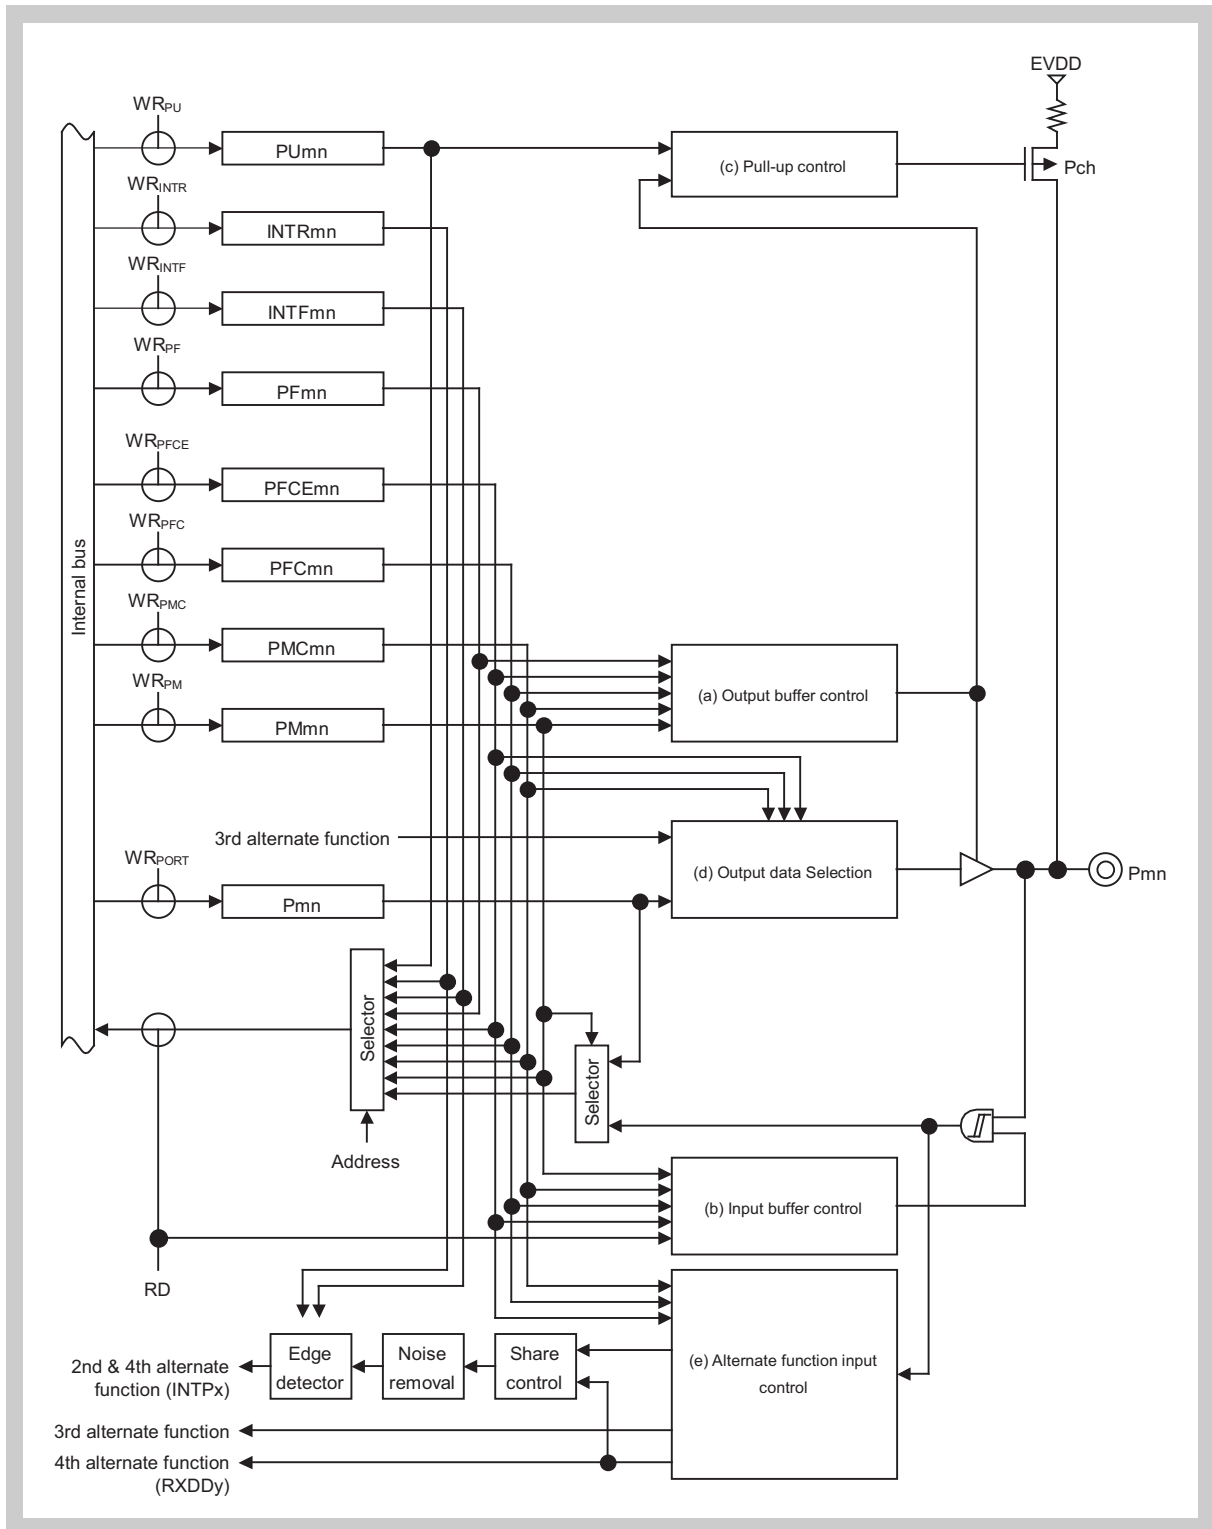 EVDD
WRPU
PUmn
(c) Pull-up control
Pch
WRINTR
INTRmn
WRINTF
INTFmn
WRPF
PFmn
WRPFCE
PFCEmn
WRPFC
PFCmn
Internal bus
WRPMC
PMCmn
(a) Output buffer control
WRPM
PMmn
3rd alternate function
(d) Output data Selection
Pmn
WRPORT
Pmn
Selector
Selector
Address
(b) Input buffer control
RD
2nd & 4th alternate
function (INTPx)
Edge
detector
Noise
removal
Share
control
(e) Alternate function input
control
3rd alternate function
4th alternate function
(RXDDy)